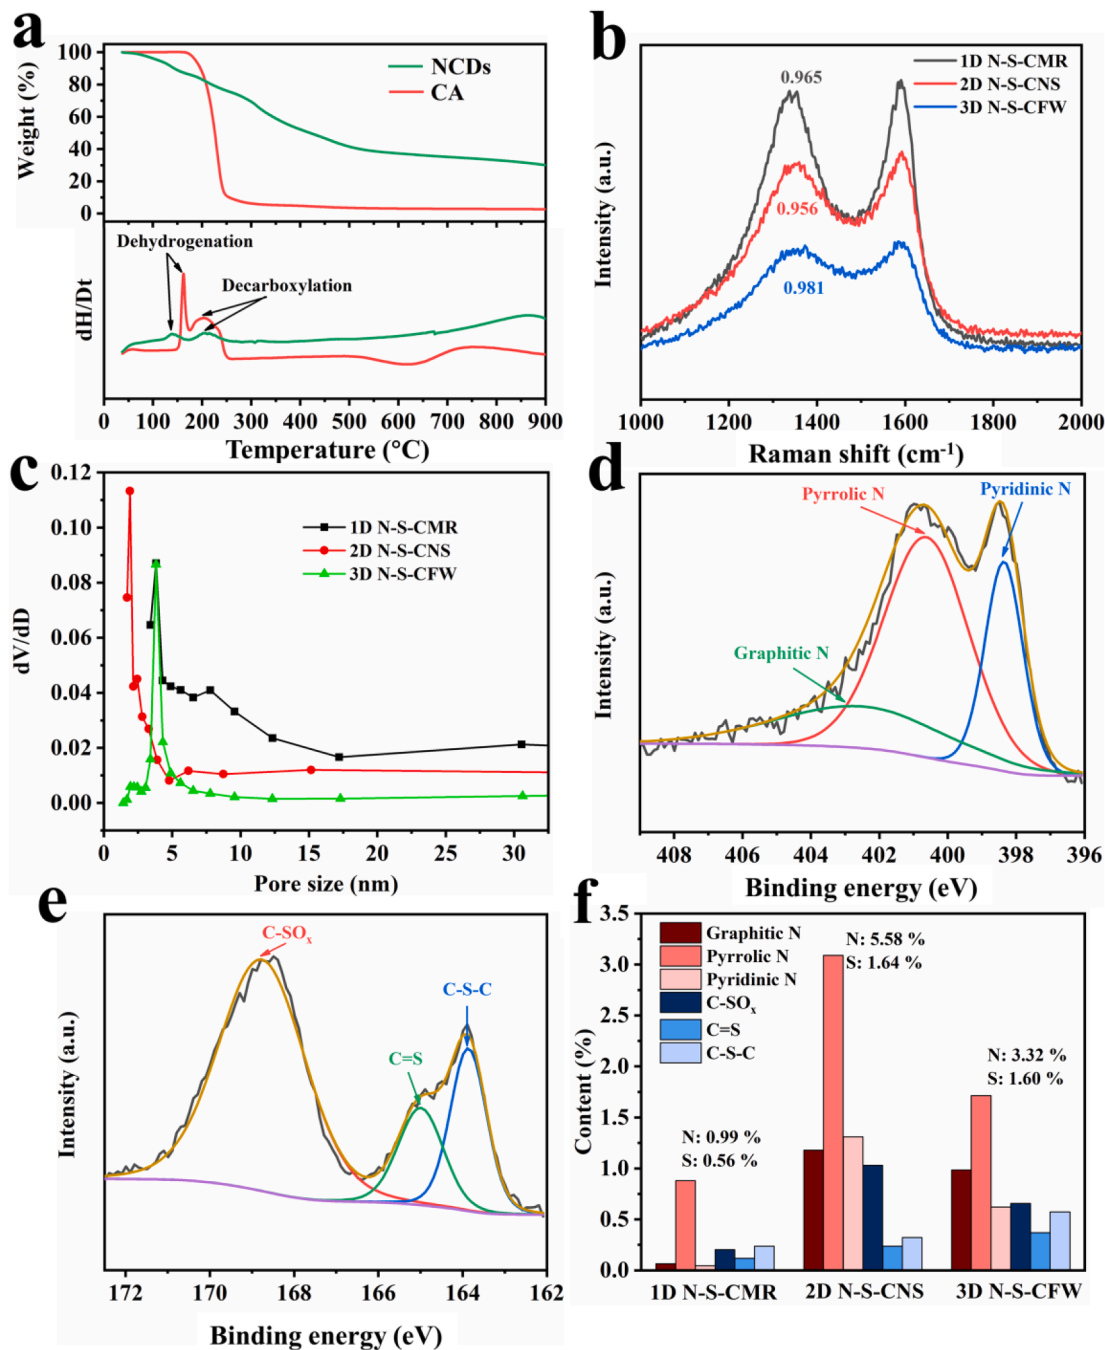 a
100
80
60
40
20
0
Weight (%)
NCDs
CA
Dehydrogenation
Decarboxylation
dH/Dt
0 100 200 300 400 500 600 700 800 900
Temperature (°C)
b
0.965
0.956
0.981
1D N-S-CMR
2D N-S-CNS
3D N-S-CFW
Intensity (a.u.)
1000 1200 1400 1600 1800 2000
Raman shift (cm⁻¹)
c
0.12
0.10
0.08
0.06
0.04
0.02
0.00
dV/dD
1D N-S-CMR
2D N-S-CNS
3D N-S-CFW
0 5 10 15 20 25 30
Pore size (nm)
d
Pyrrolic N
Pyridinic N
Graphitic N
Intensity (a.u.)
408 406 404 402 400 398 396
Binding energy (eV)
e
C-SOₓ
C-S-C
C=S
Intensity (a.u.)
172 170 168 166 164 162
Binding energy (eV)
f
3.5
3.0
2.5
2.0
1.5
1.0
0.5
0.0
Content (%)
Graphitic N
Pyrrolic N
Pyridinic N
C-SOₓ
C=S
C-S-C
N: 0.99 %
S: 0.56 %
N: 5.58 %
S: 1.64 %
N: 3.32 %
S: 1.60 %
1D N-S-CMR 2D N-S-CNS 3D N-S-CFW